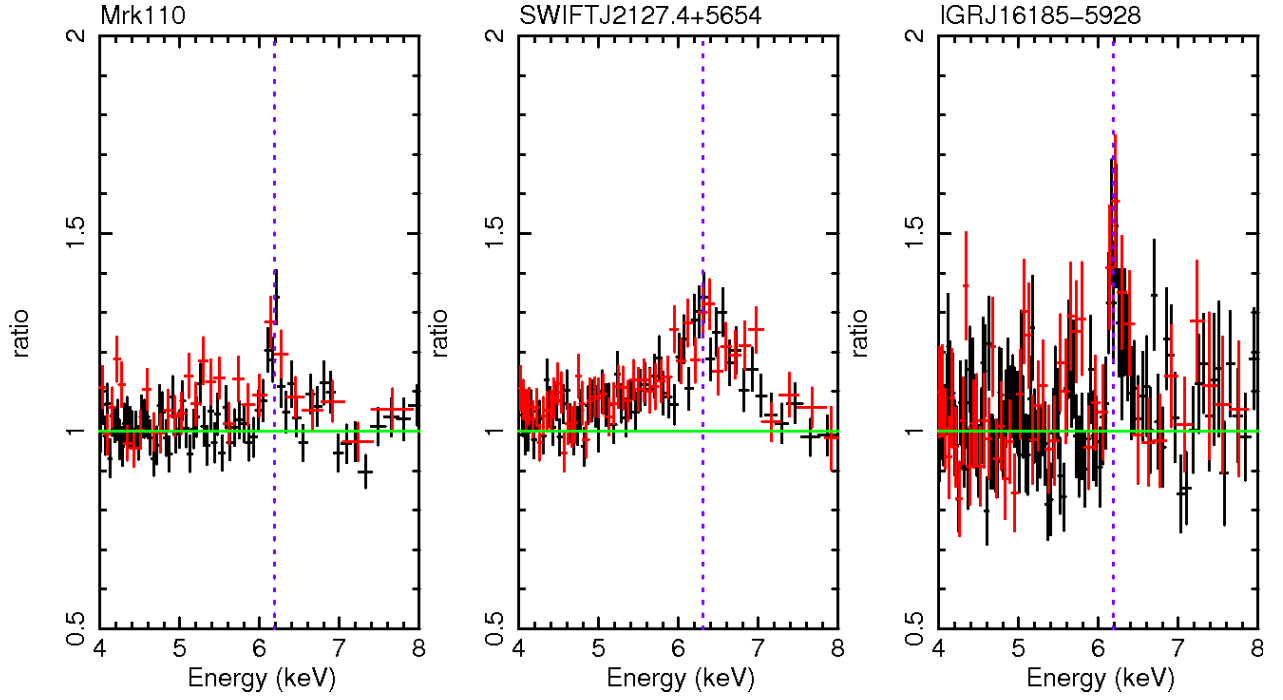 Mrk110
SWIFTJ2127.4+5654
IGRJ16185−5928
2
1.5
1
0.5
ratio
4 5 6 7 8
Energy (keV)
2
1.5
1
0.5
ratio
4 5 6 7 8
Energy (keV)
2
1.5
1
0.5
ratio
4 5 6 7 8
Energy (keV)